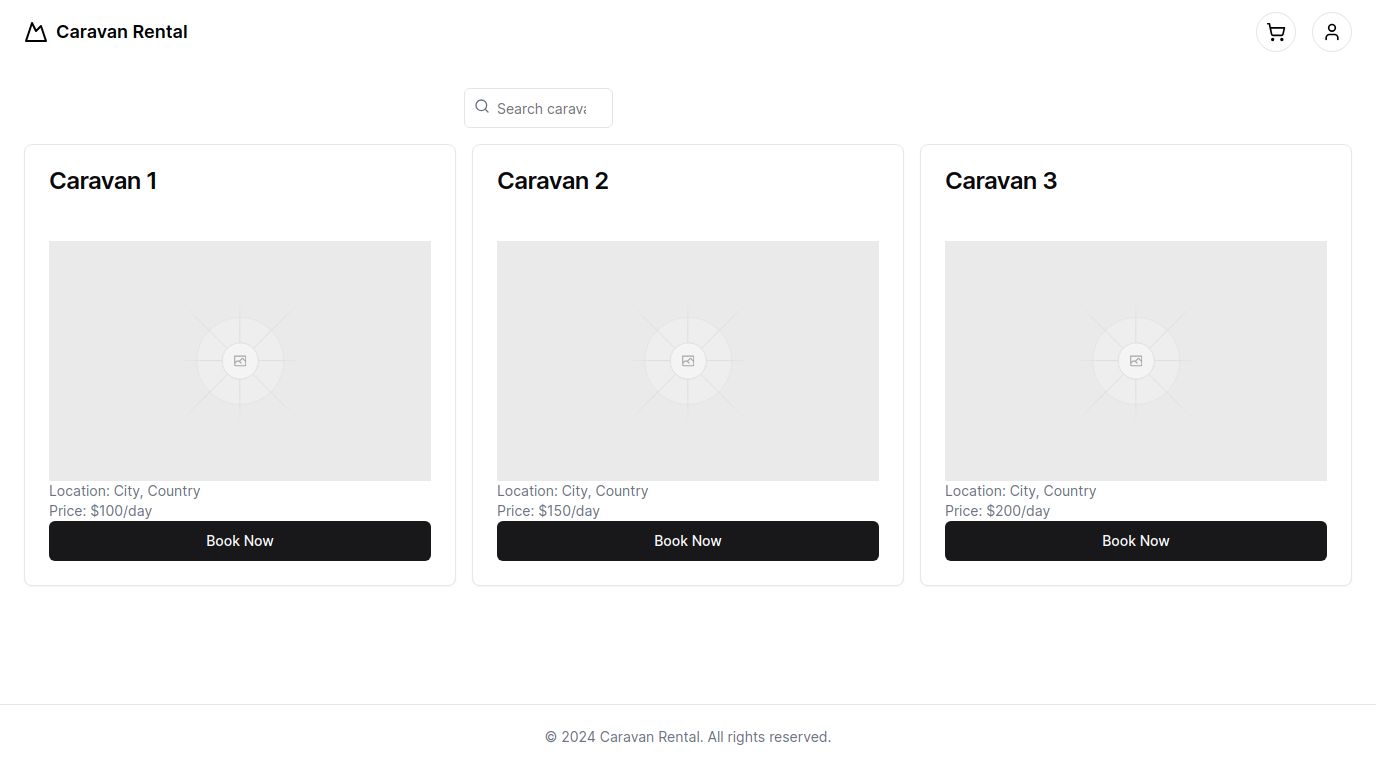 Caravan Rental
Search carava
Caravan 1
Location: City, Country
Price: $100/day
Book Now
Caravan 2
Location: City, Country
Price: $150/day
Book Now
Caravan 3
Location: City, Country
Price: $200/day
Book Now
© 2024 Caravan Rental. All rights reserved.